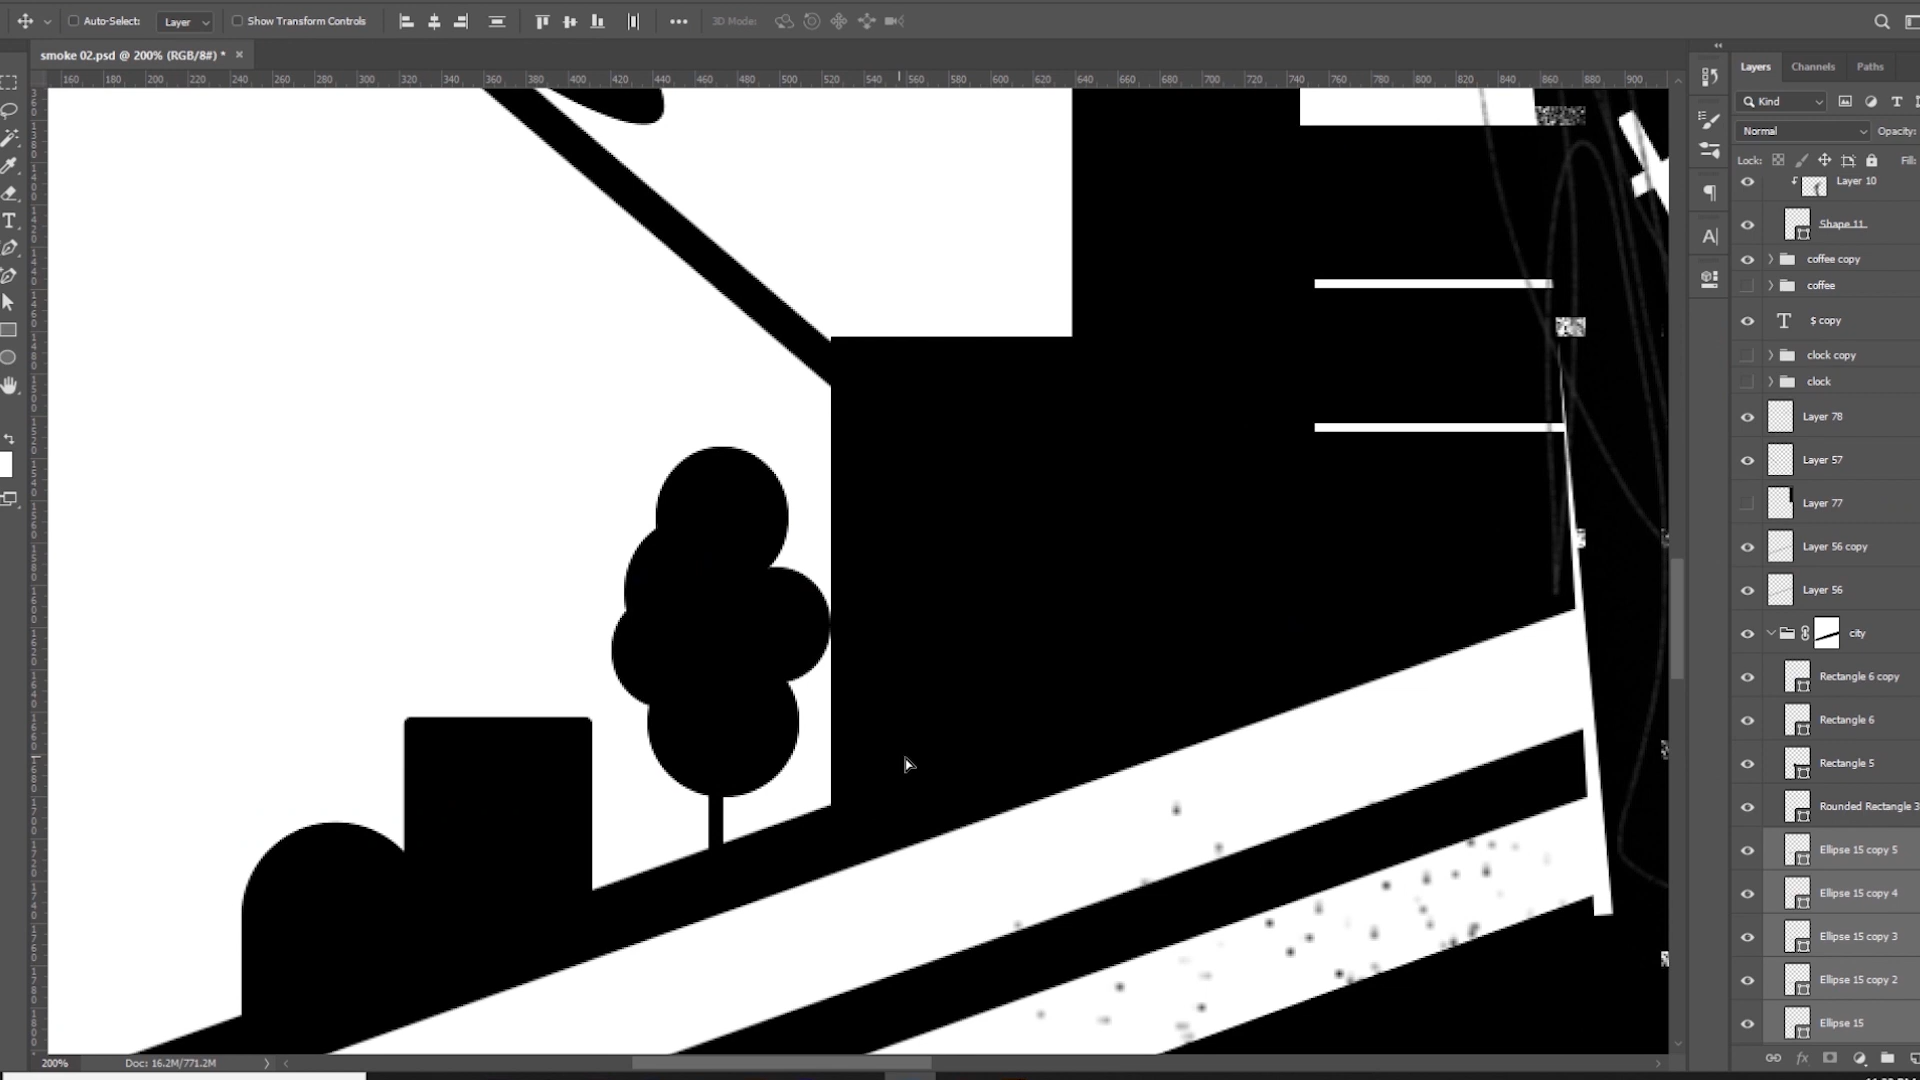 Auto-Select: Layer Show Transform Controls 3D Mode:
smoke 02.psd @ 200% (RGB/8#) *
160 180 200 220 240 260 280 300 320 340 360 380 400 420 440 460 480 500 520 540 560 580 600 620 640 660 680 700 720 740 760 780 800 820 840 860 880 900
Layers Channels Paths
Kind
Normal Opacity:
Lock: Fill:
Layer 10
Shape 11
coffee copy
coffee
$ copy
clock copy
clock
Layer 78
Layer 57
Layer 77
Layer 56 copy
Layer 56
city
Rectangle 6 copy
Rectangle 6
Rectangle 5
Rounded Rectangle 3
Ellipse 15 copy 5
Ellipse 15 copy 4
Ellipse 15 copy 3
Ellipse 15 copy 2
Ellipse 15
200% Doc: 16.2M/771.2M